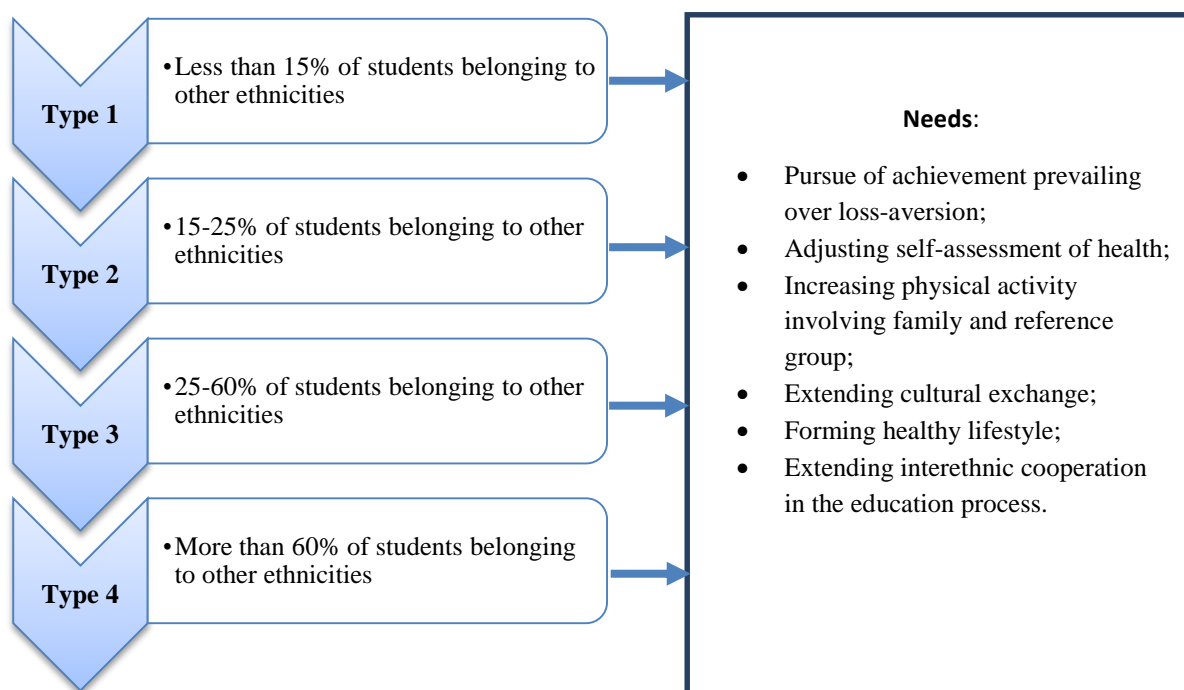 Type 1
•Less than 15% of students belonging to
other ethnicities
Type 2
•15-25% of students belonging to other
ethnicities
Type 3
•25-60% of students belonging to other
ethnicities
Type 4
•More than 60% of students belonging
to other ethnicities
Needs:
• Pursue of achievement prevailing
over loss-aversion;
• Adjusting self-assessment of health;
• Increasing physical activity
involving family and reference
group;
• Extending cultural exchange;
• Forming healthy lifestyle;
• Extending interethnic cooperation
in the education process.